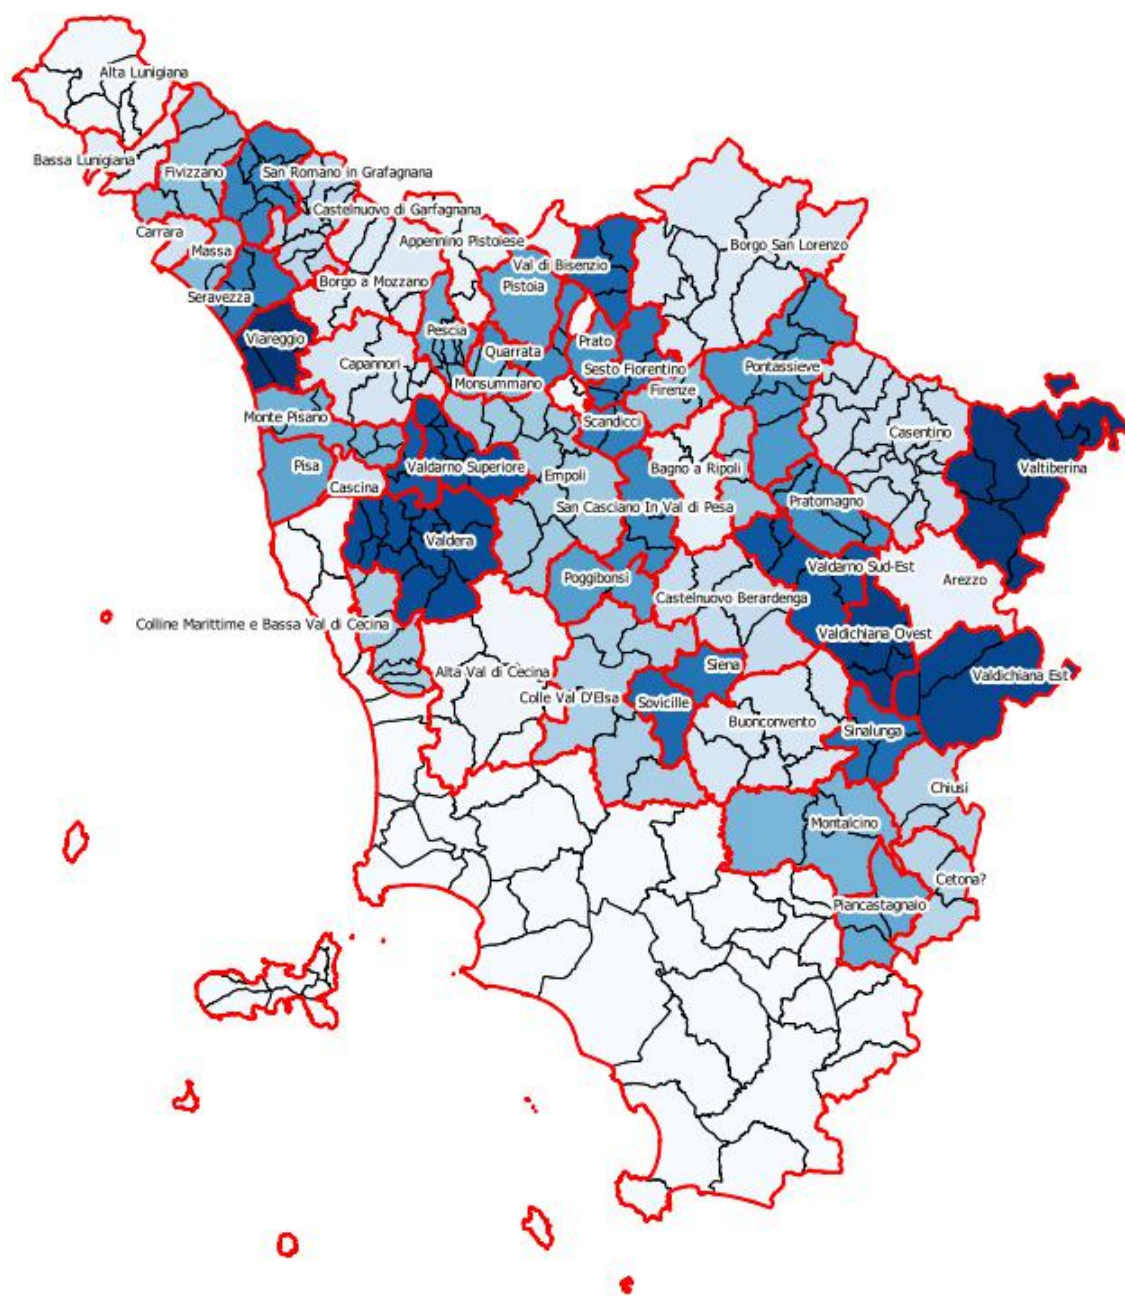 Alta Lunigiana
Bassa Lunigiana
Fivizzano
San Romano in Grafagnana
Castelnuovo di Garfagnana
Carrara
Appennino Pistoiese
Borgo San Lorenzo
Massa
Val di Bisenzio
Borgo a Mozzano
Pistoia
Seravezza
Viareggio
Pescia
Prato
Quarrata
Capannori
Sesto Fiorentino
Pontassieve
Monsummano
Firenze
Monte Pisano
Scandicci
Casentino
Pisa
Valdarno Superiore
Empoli
Bagno a Ripoli
Valtiberina
Cascina
San Casciano In Val di Pesa
Pratomagno
Valdera
Valdarno Sud-Est
Poggibonsi
Arezzo
Castelnuovo Berardenga
Colline Marittime e Bassa Val di Cecina
Valdichiana Ovest
Siena
Alta Val di Cecina
Valdichiana Est
Colle Val D'Elsa
Sovicille
Buonconvento
Sinalunga
Chiusi
Montalcino
Cetona?
Piancastagnaio